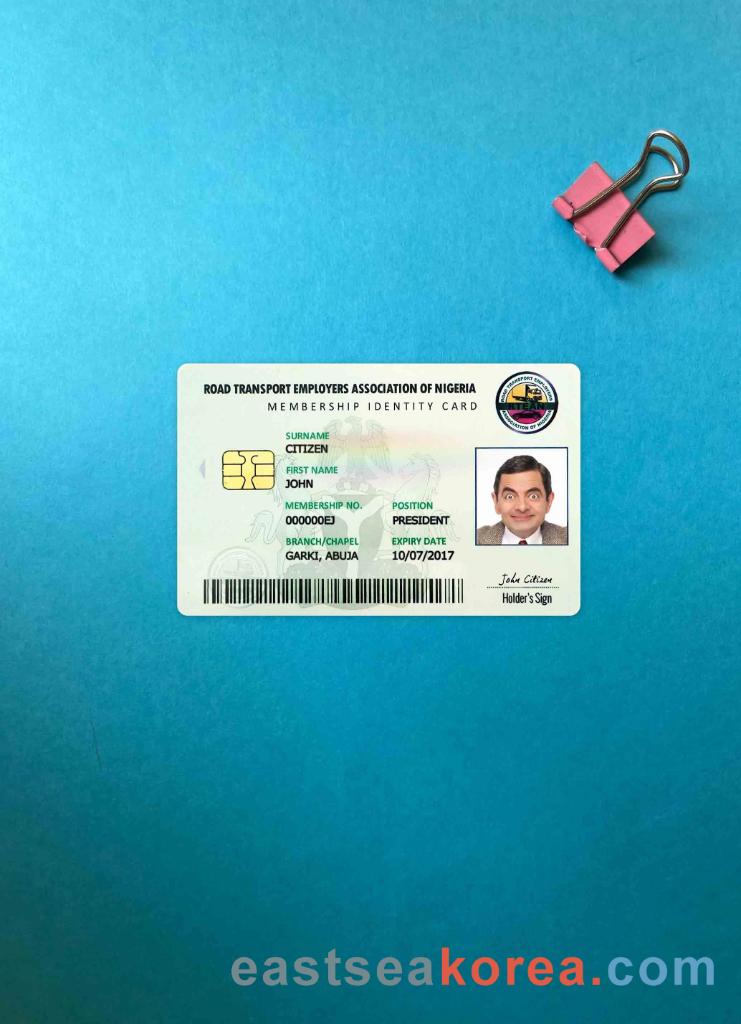 ROAD TRANSPORT EMPLOYERS ASSOCIATION OF NIGERIA
MEMBERSHIP IDENTITY CARD
ROAD TRANSPORT EMPLOYERS
RTEAN
ASSOCIATION OF NIGERIA
SURNAME
CITIZEN
FIRST NAME
JOHN
MEMBERSHIP NO. POSITION
000000EJ PRESIDENT
BRANCH/CHAPEL EXPIRY DATE
GARKI, ABUJA 10/07/2017
John Citizen
Holder's Sign
eastseakorea.com